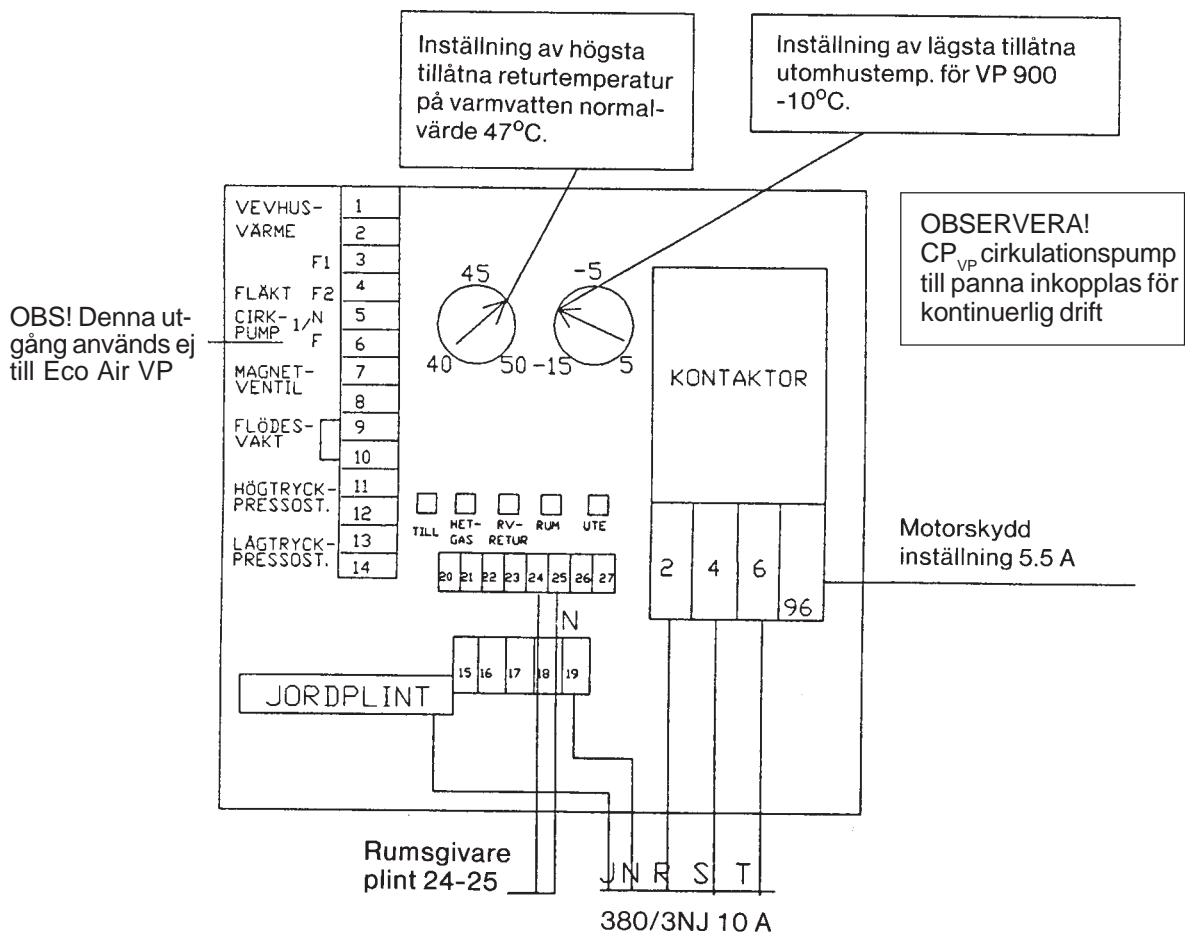 Inställning av högsta
tillåtna returtemperatur
på varmvatten normal-
värde 47°C.
Inställning av lägsta tillåtna
utomhustemp. för VP 900
-10°C.
OBSERVERA!
CPVP cirkulationspump
till panna inkopplas för
kontinuerlig drift
OBS! Denna ut-
gång används ej
till Eco Air VP
VEVHUS- 1
VÄRME 2
F1 3
FLÄKT F2 4
CIRK- 1/N 5
PUMP F 6
MAGNET- 7
VENTIL 8
FLÖDES- 9
VAKT 10
HÖGTRYCK- 11
PRESSOST. 12
LÅGTRYCK- 13
PRESSOST. 14
45
40 50
-5
-15 5
KONTAKTOR
2 4 6 96
Motorskydd
inställning 5.5 A
TILL HET- RV- RUM UTE
GAS RETUR
20 21 22 23 24 25 26 27
N
15 16 17 18 19
JORDPLINT
Rumsgivare
plint 24-25
J N R S T
380/3NJ 10 A